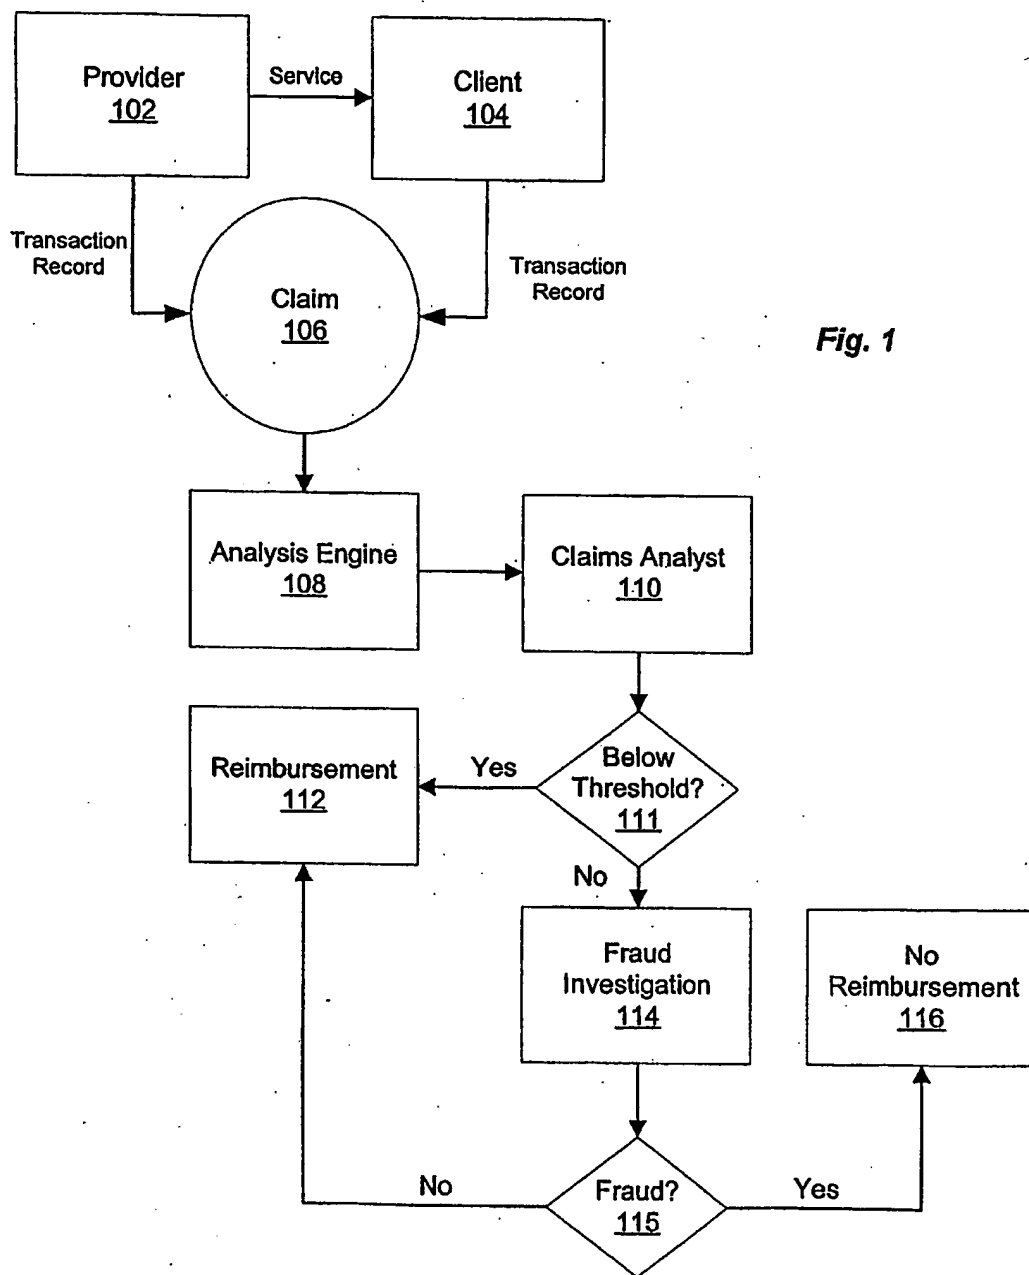 Provider
102
Service
Client
104
Transaction
Record
Claim
106
Transaction
Record
Fig. 1
Analysis Engine
108
Claims Analyst
110
Reimbursement
112
Yes
Below
Threshold?
111
No
Fraud
Investigation
114
No
Reimbursement
116
No
Fraud?
115
Yes